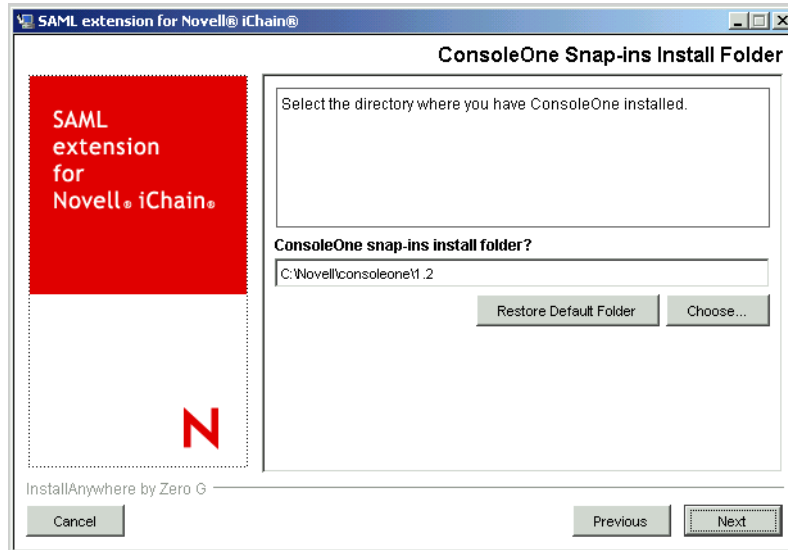 SAML extension for Novell® iChain®
ConsoleOne Snap-ins Install Folder
SAML
extension
for
Novell® iChain®
Select the directory where you have ConsoleOne installed.
ConsoleOne snap-ins install folder?
C:\Novell\consoleone\1.2
Restore Default Folder
Choose...
N
InstallAnywhere by Zero G
Cancel
Previous
Next